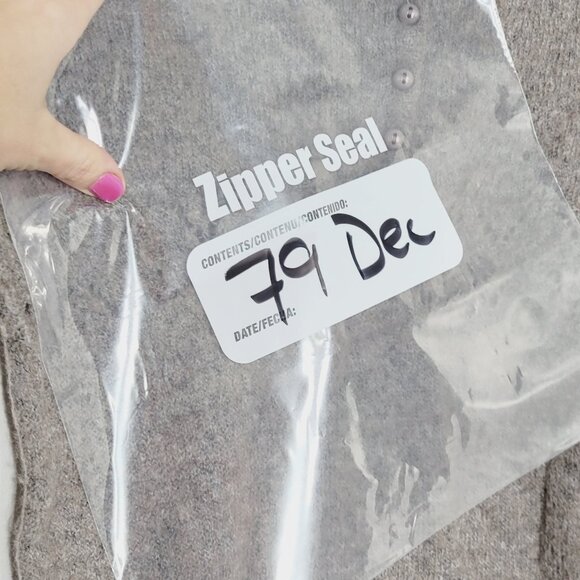 Zipper Seal
CONTENTS/CONTENU/CONTENIDO:
79 Dec
DATE/FECHA: